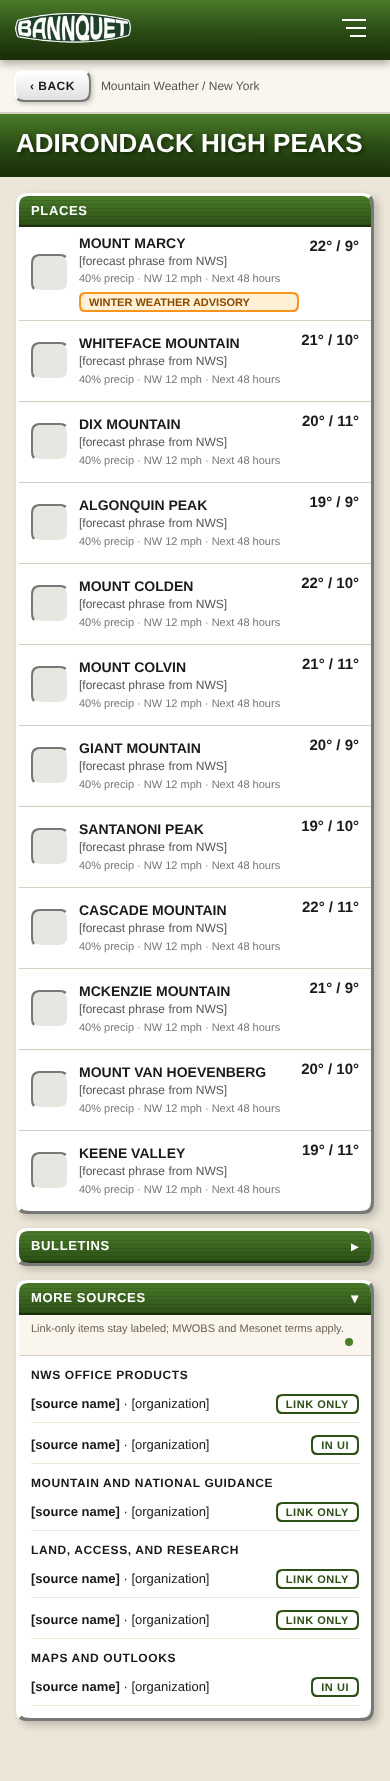 BANNQUET
‹ BACK Mountain Weather / New York
ADIRONDACK HIGH PEAKS
PLACES
MOUNT MARCY 22° / 9°
[forecast phrase from NWS]
40% precip · NW 12 mph · Next 48 hours
WINTER WEATHER ADVISORY
WHITEFACE MOUNTAIN 21° / 10°
[forecast phrase from NWS]
40% precip · NW 12 mph · Next 48 hours
DIX MOUNTAIN 20° / 11°
[forecast phrase from NWS]
40% precip · NW 12 mph · Next 48 hours
ALGONQUIN PEAK 19° / 9°
[forecast phrase from NWS]
40% precip · NW 12 mph · Next 48 hours
MOUNT COLDEN 22° / 10°
[forecast phrase from NWS]
40% precip · NW 12 mph · Next 48 hours
MOUNT COLVIN 21° / 11°
[forecast phrase from NWS]
40% precip · NW 12 mph · Next 48 hours
GIANT MOUNTAIN 20° / 9°
[forecast phrase from NWS]
40% precip · NW 12 mph · Next 48 hours
SANTANONI PEAK 19° / 10°
[forecast phrase from NWS]
40% precip · NW 12 mph · Next 48 hours
CASCADE MOUNTAIN 22° / 11°
[forecast phrase from NWS]
40% precip · NW 12 mph · Next 48 hours
MCKENZIE MOUNTAIN 21° / 9°
[forecast phrase from NWS]
40% precip · NW 12 mph · Next 48 hours
MOUNT VAN HOEVENBERG 20° / 10°
[forecast phrase from NWS]
40% precip · NW 12 mph · Next 48 hours
KEENE VALLEY 19° / 11°
[forecast phrase from NWS]
40% precip · NW 12 mph · Next 48 hours
BULLETINS ▸
MORE SOURCES ▾
Link-only items stay labeled; MWOBS and Mesonet terms apply.
NWS OFFICE PRODUCTS
[source name] · [organization] LINK ONLY
[source name] · [organization] IN UI
MOUNTAIN AND NATIONAL GUIDANCE
[source name] · [organization] LINK ONLY
LAND, ACCESS, AND RESEARCH
[source name] · [organization] LINK ONLY
[source name] · [organization] LINK ONLY
MAPS AND OUTLOOKS
[source name] · [organization] IN UI